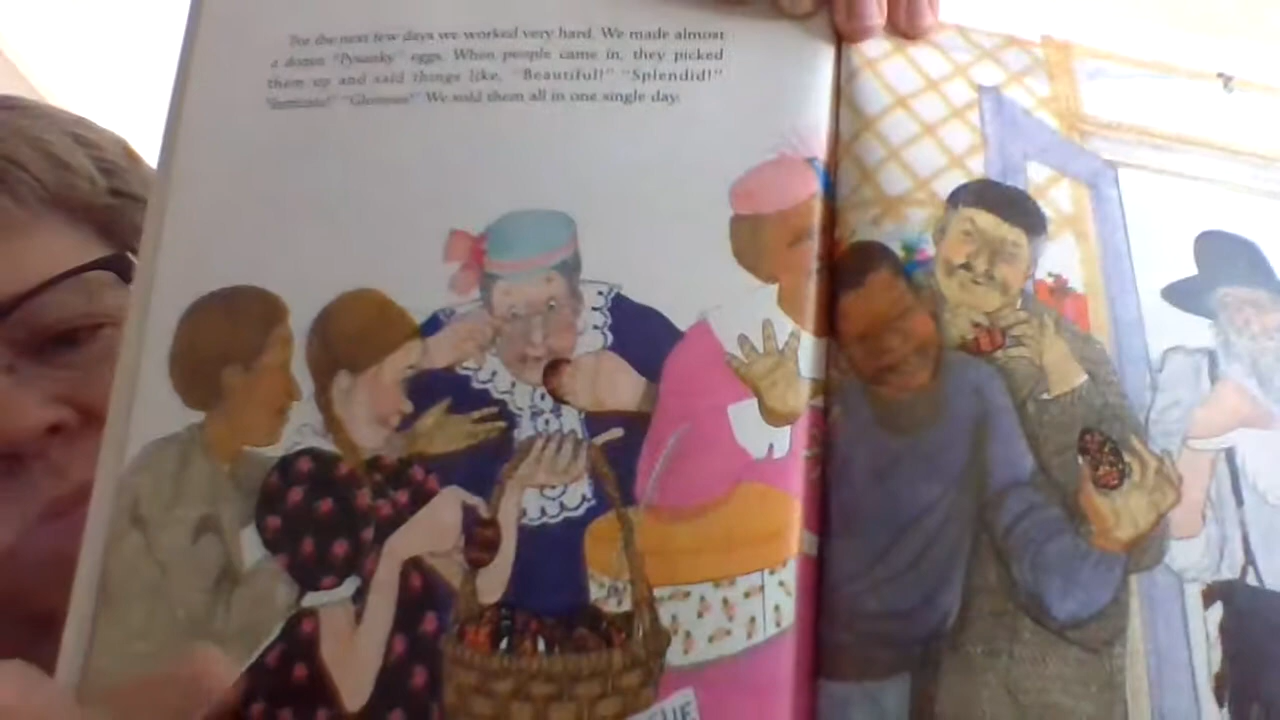 For the next few days we worked very hard. We made almost
a dozen "Pysanky" eggs. When people came in, they picked
them up and said things like, "Beautiful!" "Splendid!"
"Fantastic!" "Glorious!" We sold them all in one single day.